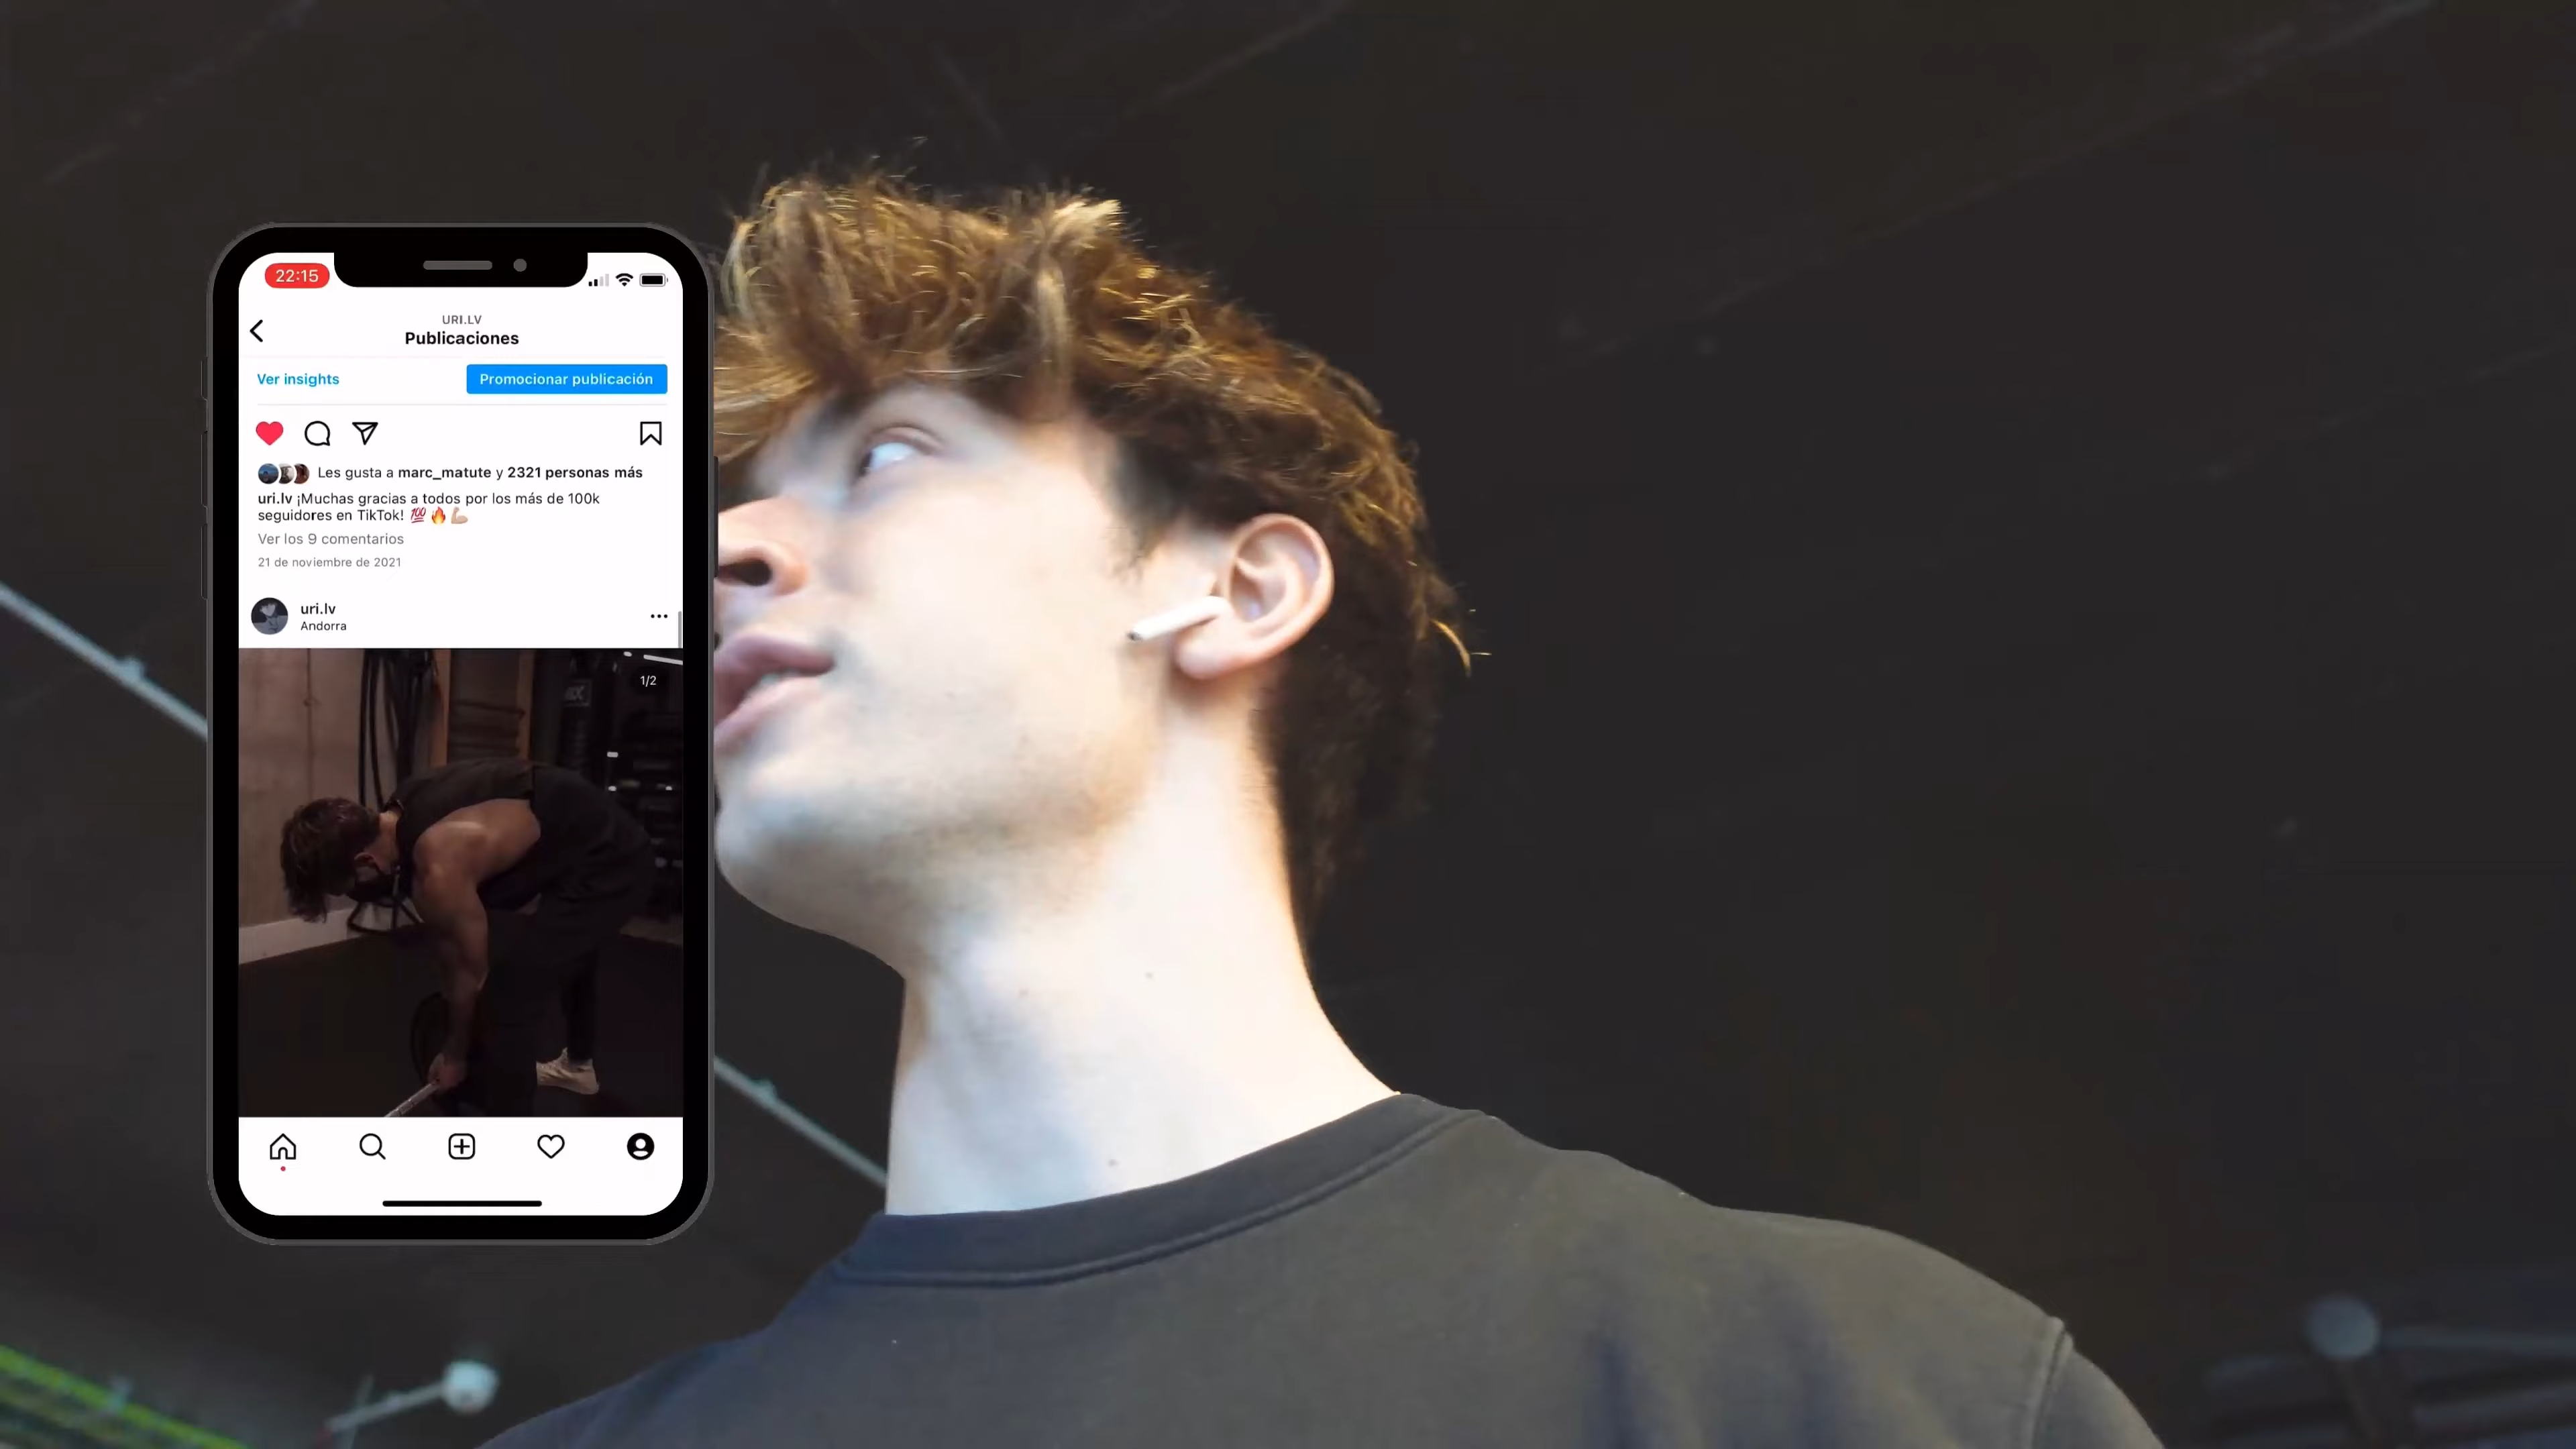 22:15
URI.LV
Publicaciones
Ver insights
Promocionar publicación
Les gusta a marc_matute y 2321 personas más
uri.lv ¡Muchas gracias a todos por los más de 100k
seguidores en TikTok! 💯🔥💪🏼
Ver los 9 comentarios
21 de noviembre de 2021
uri.lv
Andorra
1/2